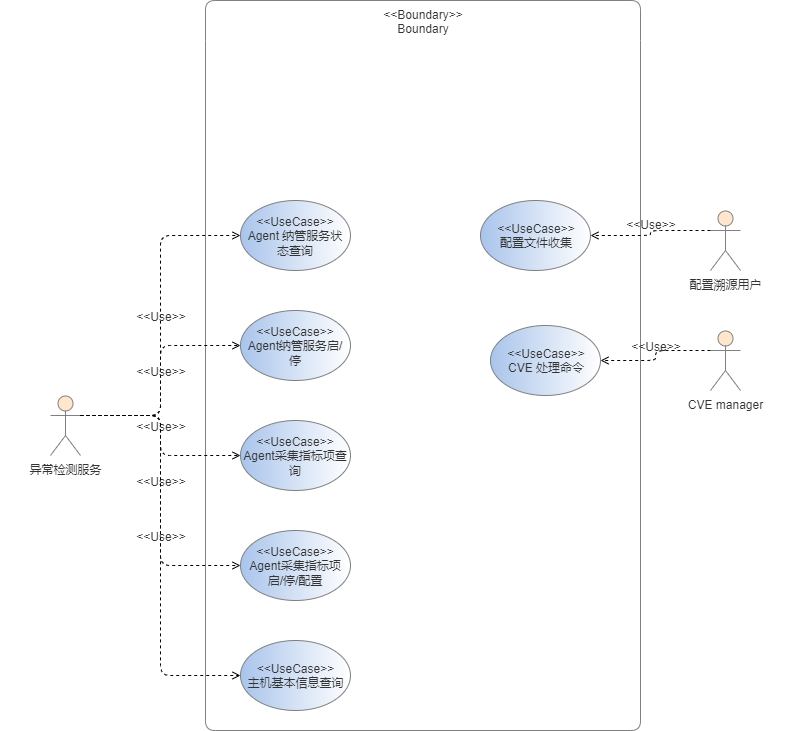 <<Boundary>>
Boundary
<<UseCase>>
Agent 纳管服务状
态查询
<<UseCase>>
配置文件收集
<<Use>>
配置溯源用户
<<Use>>
<<UseCase>>
Agent纳管服务启/
停
<<UseCase>>
CVE 处理命令
<<Use>>
CVE manager
<<Use>>
<<Use>>
<<UseCase>>
Agent采集指标项查
询
异常检测服务
<<Use>>
<<Use>>
<<UseCase>>
Agent采集指标项
启/停/配置
<<UseCase>>
主机基本信息查询